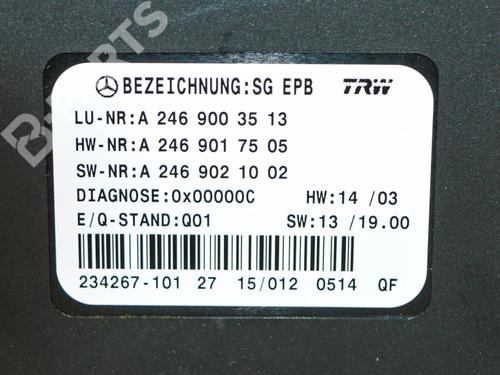 BEZEICHNUNG:SG EPB TRW
LU-NR:A 246 900 35 13
HW-NR:A 246 901 75 05
SW-NR:A 246 902 10 02
DIAGNOSE:0x00000C HW:14 /03
E/Q-STAND:Q01 SW:13 /19.00
234267-101 27 15/012 0514 QF
B-PARTS